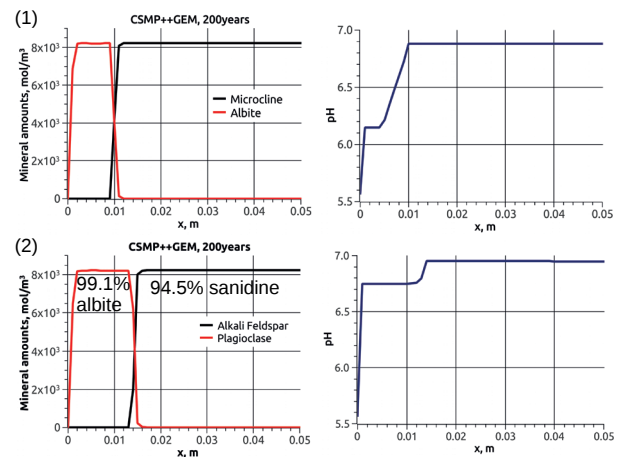 (1)
CSMP++GEM, 200years
Mineral amounts, mol/m³
8x10³
6x10³
4x10³
2x10³
0
Microcline
Albite
0 0.01 0.02 0.03 0.04 0.05
x, m
pH
7.0
6.5
6.0
5.5
0 0.01 0.02 0.03 0.04 0.05
x, m
(2)
CSMP++GEM, 200years
Mineral amounts, mol/m³
8x10³
6x10³
4x10³
2x10³
0
99.1%
albite
94.5% sanidine
Alkali Feldspar
Plagioclase
0 0.01 0.02 0.03 0.04 0.05
x, m
pH
7.0
6.5
6.0
5.5
0 0.01 0.02 0.03 0.04 0.05
x, m